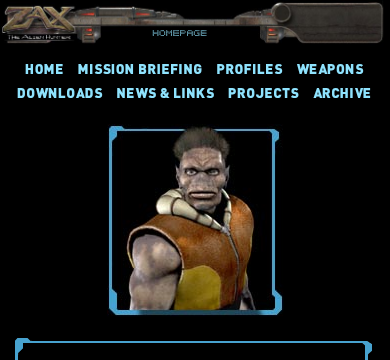 ZAX
THE ALIEN HUNTER
HOMEPAGE
HOME MISSION BRIEFING PROFILES WEAPONS
DOWNLOADS NEWS & LINKS PROJECTS ARCHIVE